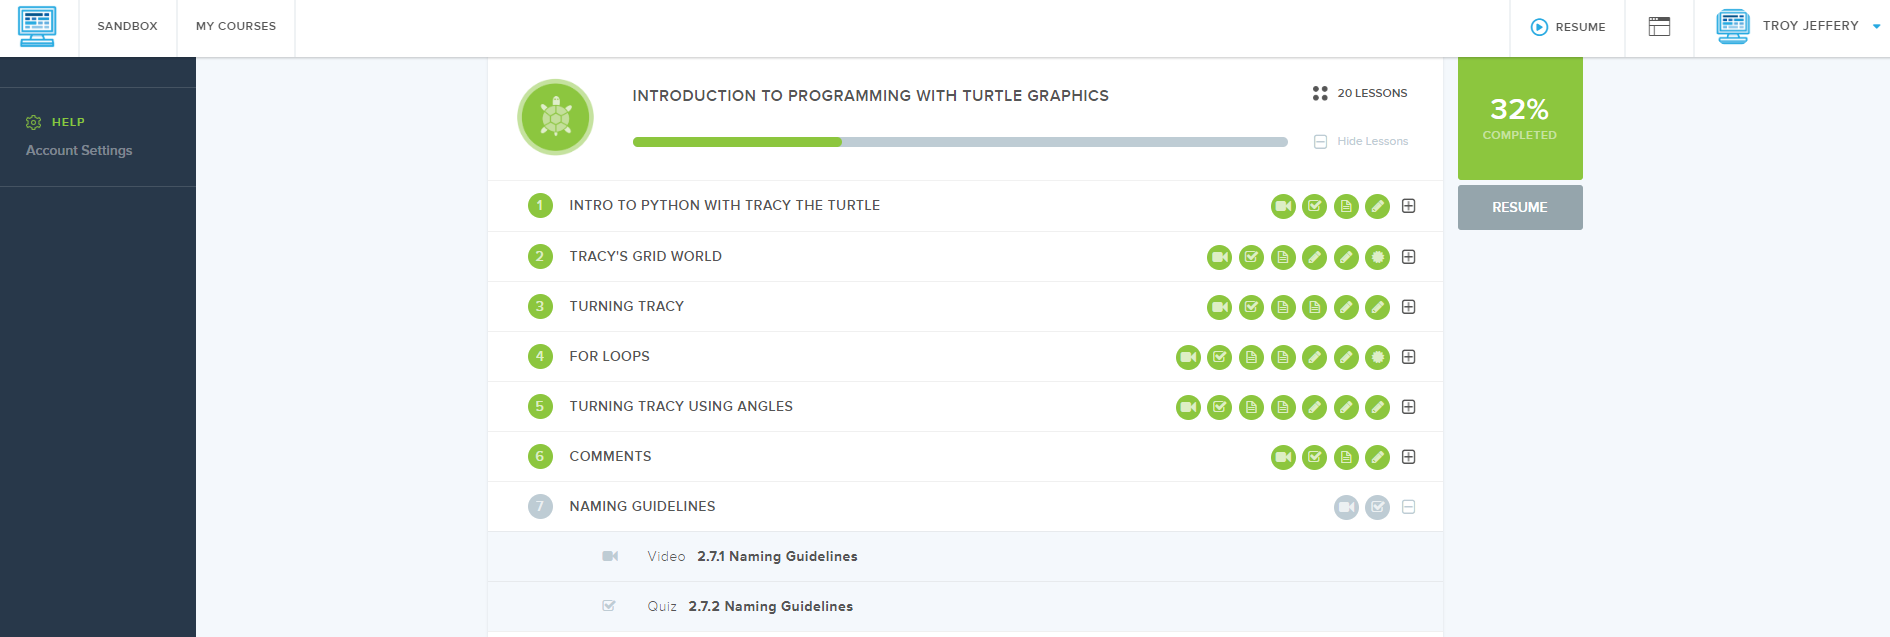 SANDBOX
MY COURSES
RESUME
TROY JEFFERY
HELP
Account Settings
INTRODUCTION TO PROGRAMMING WITH TURTLE GRAPHICS
20 LESSONS
Hide Lessons
32%
COMPLETED
RESUME
1 INTRO TO PYTHON WITH TRACY THE TURTLE
2 TRACY'S GRID WORLD
3 TURNING TRACY
4 FOR LOOPS
5 TURNING TRACY USING ANGLES
6 COMMENTS
7 NAMING GUIDELINES
Video 2.7.1 Naming Guidelines
Quiz 2.7.2 Naming Guidelines